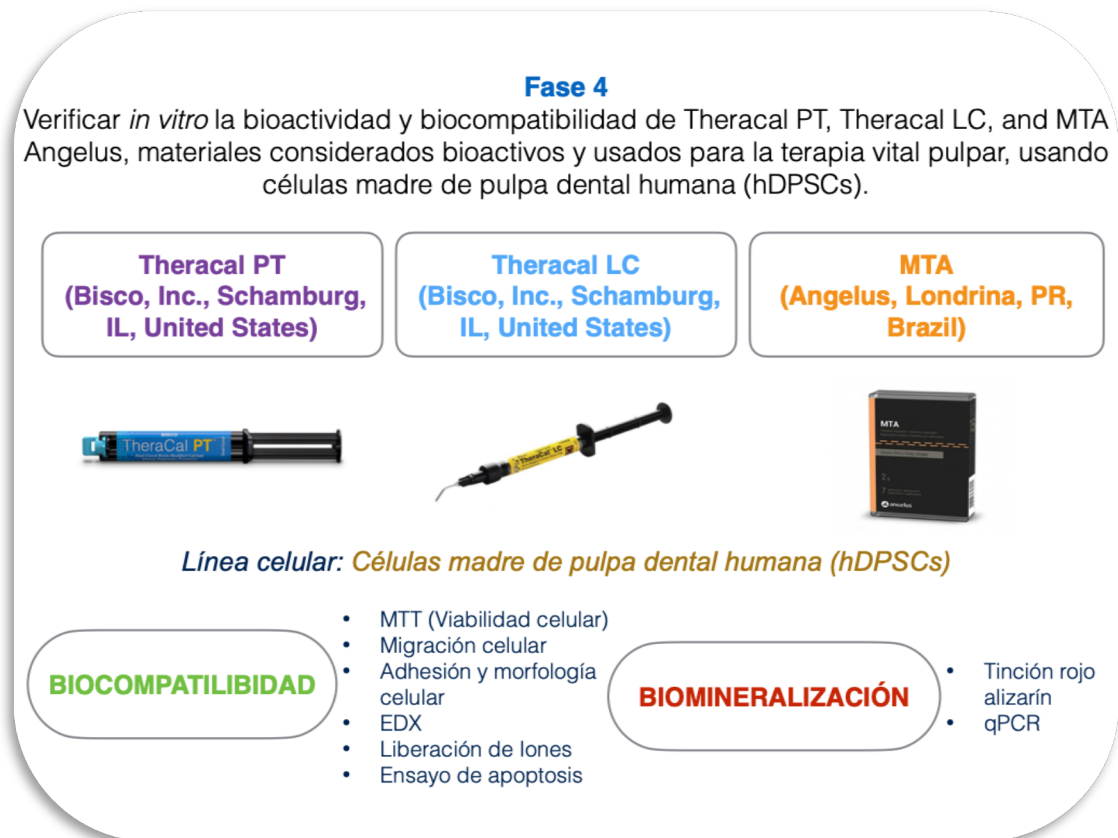 Fase 4
Verificar in vitro la bioactividad y biocompatibilidad de Theracal PT, Theracal LC, and MTA
Angelus, materiales considerados bioactivos y usados para la terapia vital pulpar, usando
células madre de pulpa dental humana (hDPSCs).
Theracal PT
(Bisco, Inc., Schamburg,
IL, United States)
Theracal LC
(Bisco, Inc., Schamburg,
IL, United States)
MTA
(Angelus, Londrina, PR,
Brazil)
TheraCal PT
TheraCal LC
MTA
angelus
Línea celular: Células madre de pulpa dental humana (hDPSCs)
BIOCOMPATILIBIDAD
• MTT (Viabilidad celular)
• Migración celular
• Adhesión y morfología
celular
• EDX
• Liberación de Iones
• Ensayo de apoptosis
BIOMINERALIZACIÓN
• Tinción rojo
alizarín
• qPCR